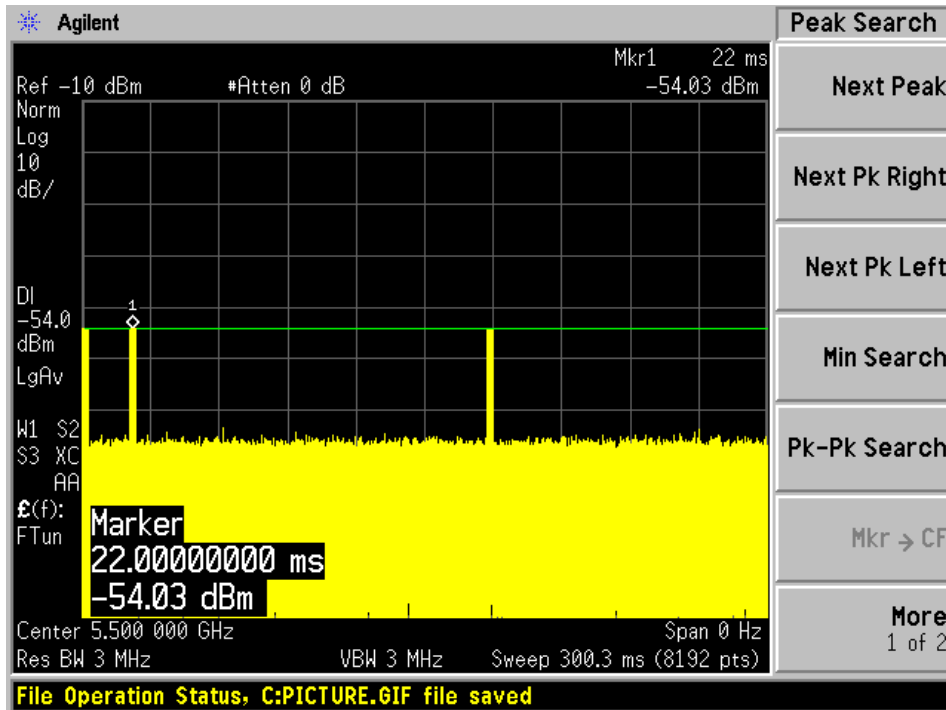 Agilent
Peak Search
Mkr1 22 ms
Ref -10 dBm #Atten 0 dB -54.03 dBm
Norm
Log
10
dB/
DI
-54.0
dBm
LgAv
W1 S2
S3 XC
AA
£(f):
FTun
1
Marker
22.00000000 ms
-54.03 dBm
Center 5.500 000 GHz Span 0 Hz
Res BW 3 MHz VBW 3 MHz Sweep 300.3 ms (8192 pts)
File Operation Status, C:PICTURE.GIF file saved
Next Peak
Next Pk Right
Next Pk Left
Min Search
Pk-Pk Search
Mkr → CF
More
1 of 2